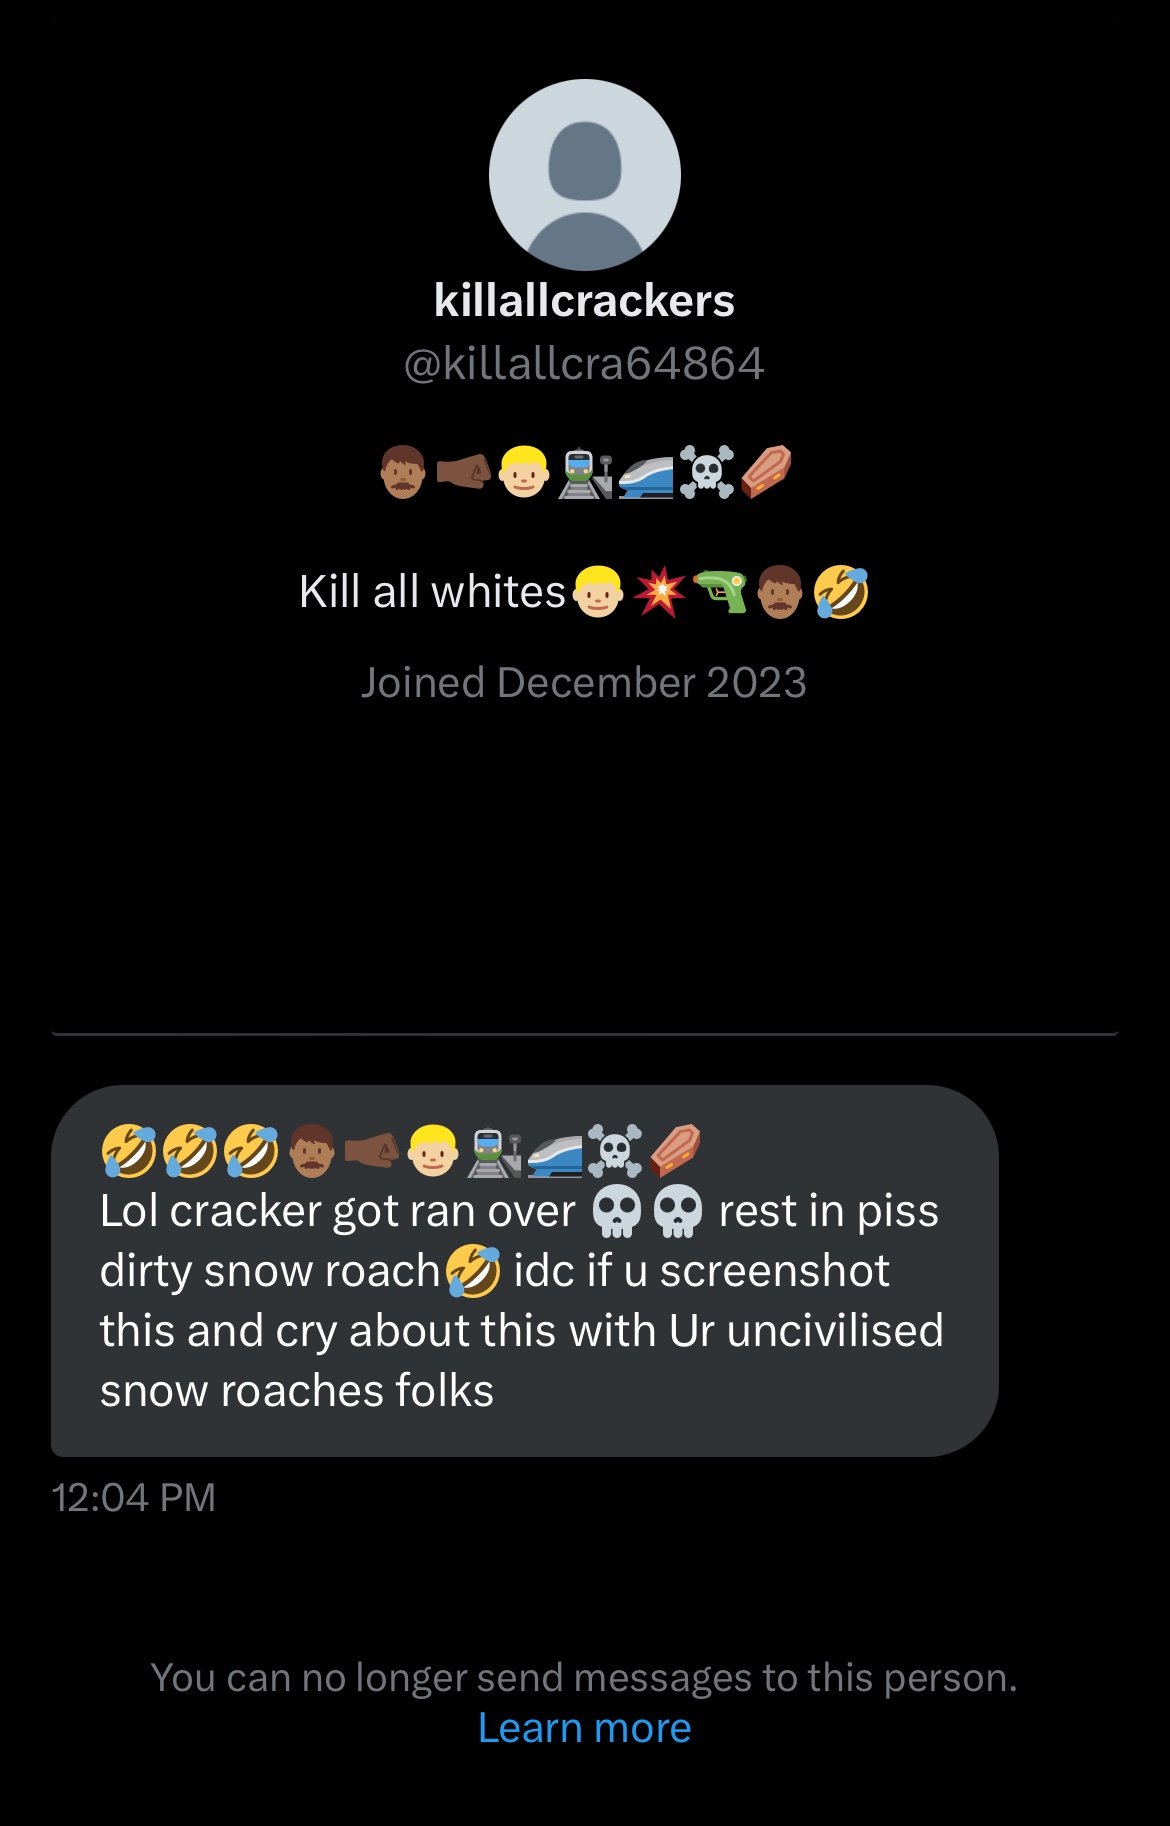 killallcrackers
@killallcra64864
👨🏾🤜🏾👱🏼🚉🚄☠️⚰️
Kill all whites👱🏼💥🔫👨🏾🤣
Joined December 2023
🤣🤣🤣👨🏾🤜🏾👱🏼🚉🚄☠️⚰️
Lol cracker got ran over 💀💀 rest in piss
dirty snow roach🤣 idc if u screenshot
this and cry about this with Ur uncivilised
snow roaches folks
12:04 PM
You can no longer send messages to this person.
Learn more